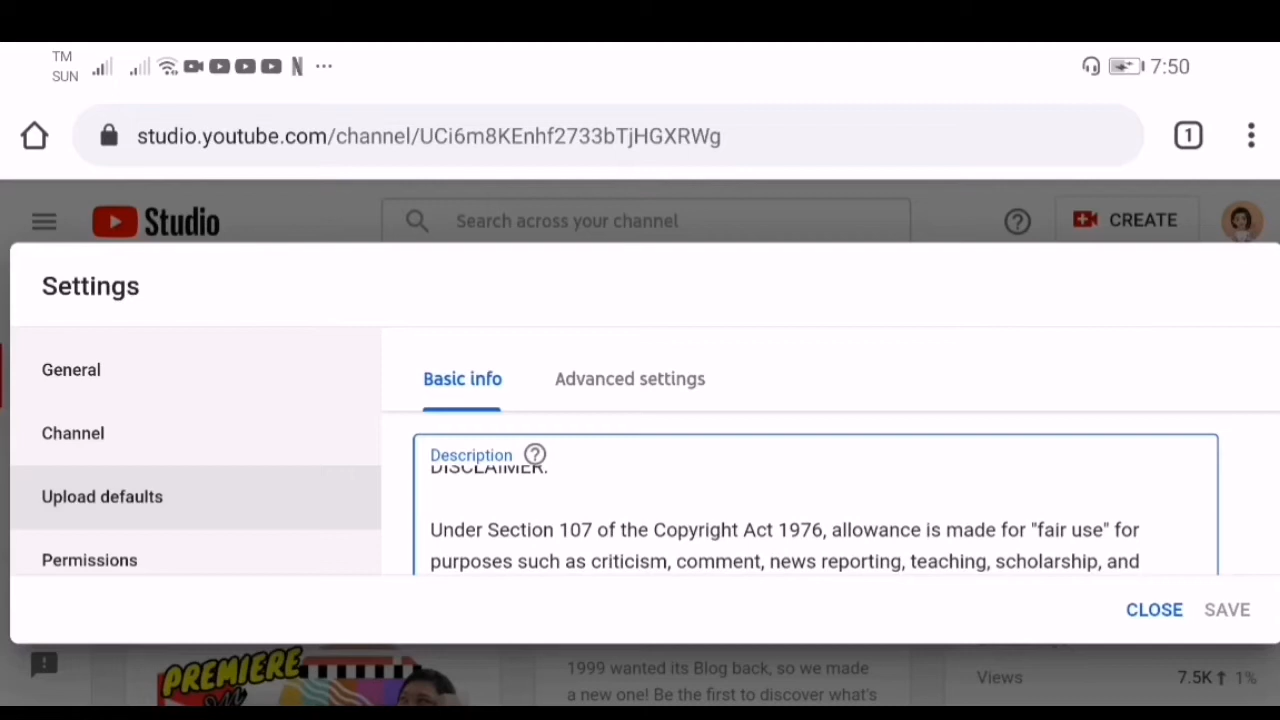 TM
SUN
7:50
studio.youtube.com/channel/UCi6m8KEnhf2733bTjHGXRWg
1
Studio
Search across your channel
CREATE
Settings
General
Channel
Upload defaults
Permissions
Basic info
Advanced settings
Description
DISCLAIMER.
Under Section 107 of the Copyright Act 1976, allowance is made for "fair use" for
purposes such as criticism, comment, news reporting, teaching, scholarship, and
CLOSE SAVE
PREMIERE
1999 wanted its Blog back, so we made
a new one! Be the first to discover what's
Views
7.5K 1%